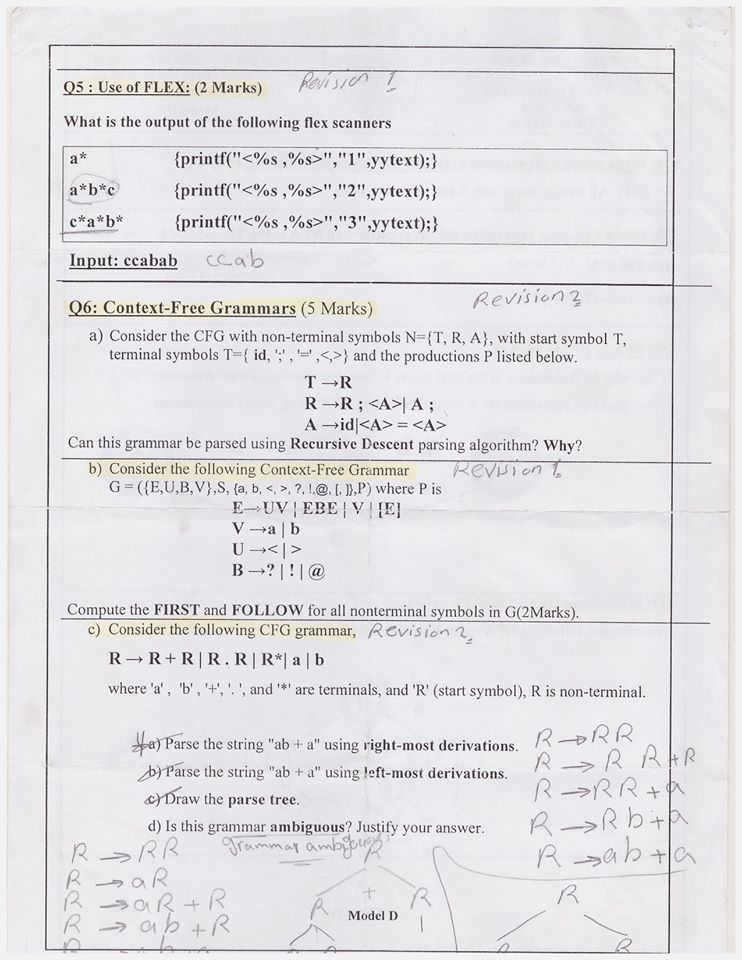 Q5 : Use of FLEX: (2 Marks) Revision 1
What is the output of the following flex scanners
a* {printf("<%s ,%s>","1",yytext);}
a*b*c {printf("<%s ,%s>","2",yytext);}
c*a*b* {printf("<%s ,%s>","3",yytext);}
Input: ccabab ccab
Q6: Context-Free Grammars (5 Marks) Revision 2
a) Consider the CFG with non-terminal symbols N={T, R, A}, with start symbol T,
terminal symbols T={ id, ';' , '=' ,<,>} and the productions P listed below.
T →R
R →R ; <A>| A ;
A →id|<A> = <A>
Can this grammar be parsed using Recursive Descent parsing algorithm? Why?
b) Consider the following Context-Free Grammar Revision 1
G = ({E,U,B,V},S, {a, b, <, >, ?, !,@, [, ]},P) where P is
E→UV | EBE | V | [E]
V →a | b
U →< | >
B →? | ! | @
Compute the FIRST and FOLLOW for all nonterminal symbols in G(2Marks).
c) Consider the following CFG grammar, Revision 2
R → R + R | R . R | R*| a | b
where 'a' , 'b' , '+', '. ', and '*' are terminals, and 'R' (start symbol), R is non-terminal.
a) Parse the string "ab + a" using right-most derivations. R → RR
b) Parse the string "ab + a" using left-most derivations. R → R R + R
c) Draw the parse tree. R → RR + a
d) Is this grammar ambiguous? Justify your answer. R → R b + a
R → RR grammar ambiguous R R → ab + a
R → aR
R → aR + R R + R R
R → ab + R Model D
R → ab + a R R